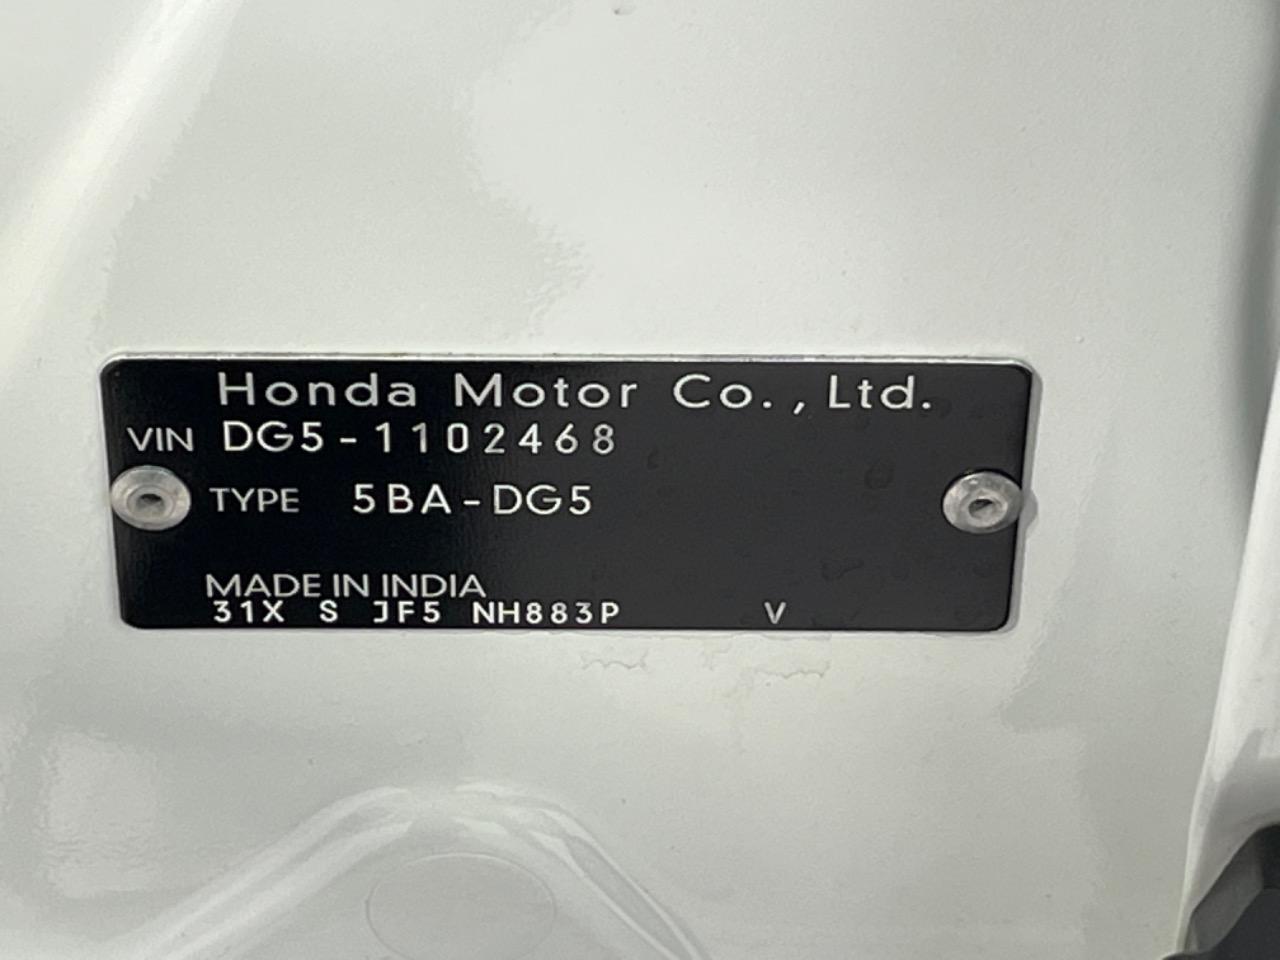 Honda Motor Co., Ltd.
VIN DG5-1102468
TYPE 5BA-DG5
MADE IN INDIA
31X S JF5 NH883P V